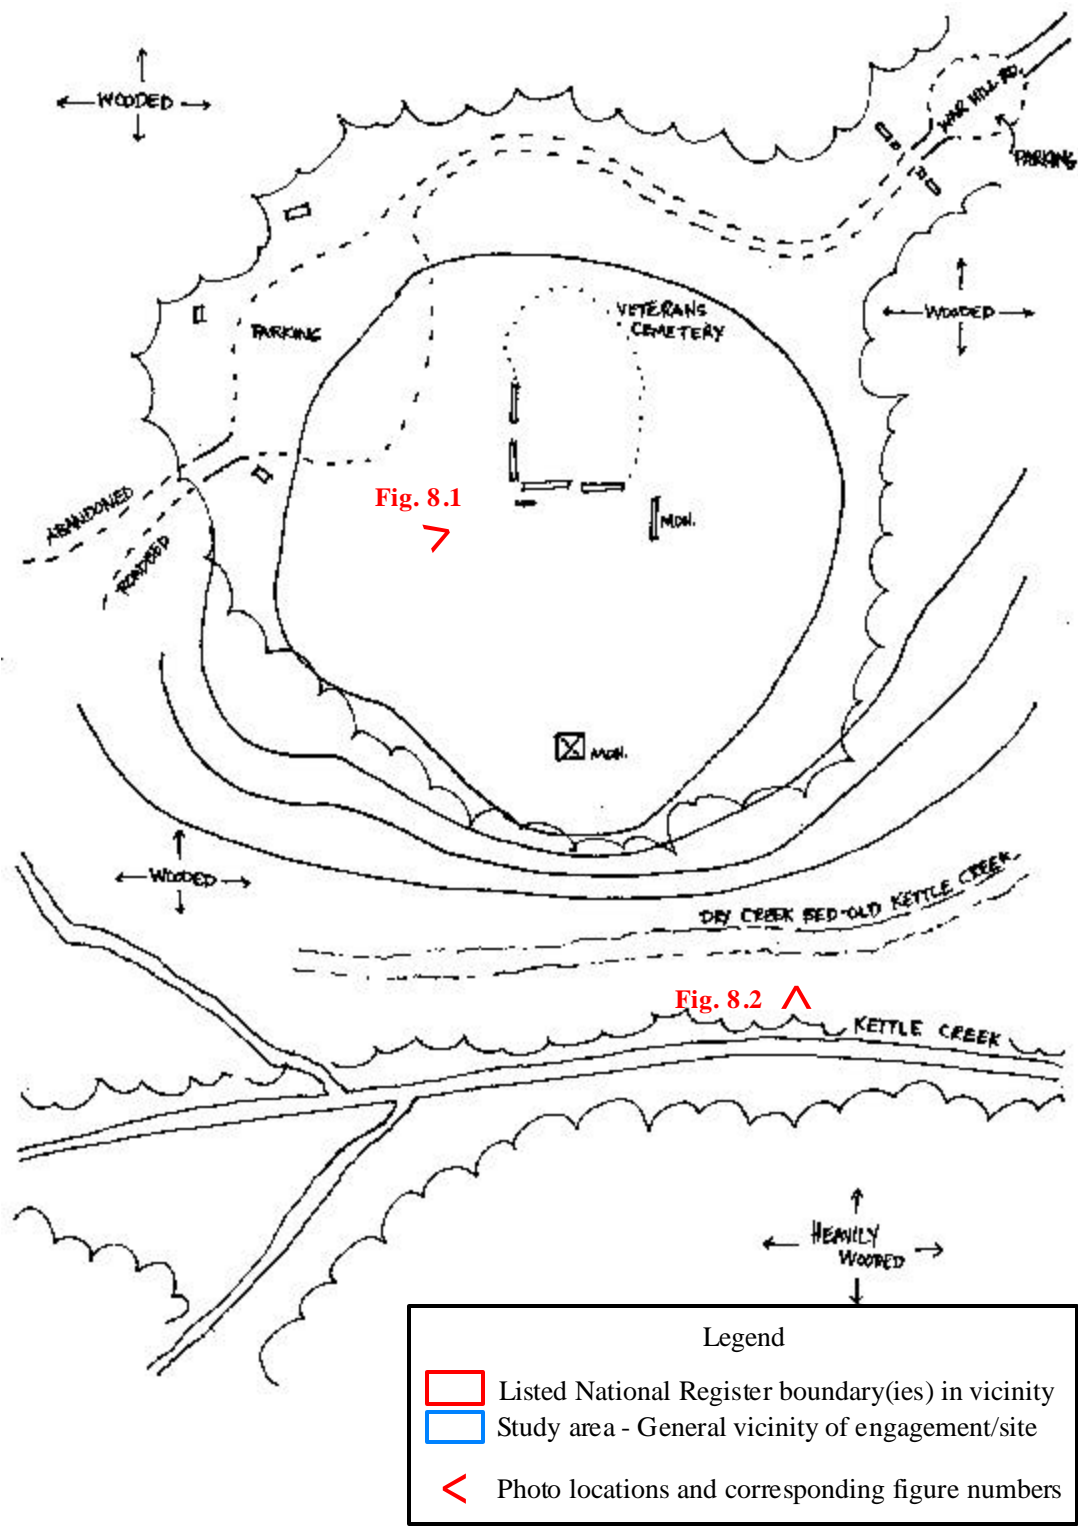 WOODED
WAR HILL RD.
PARKING
WOODED
VETERANS
CEMETERY
PARKING
Fig. 8.1
ABANDONED
ROADBED
MON.
MON.
WOODED
DRY CREEK BED-OLD KETTLE CREEK
Fig. 8.2
KETTLE CREEK
HEAVILY
WOODED
Legend
Listed National Register boundary(ies) in vicinity
Study area - General vicinity of engagement/site
Photo locations and corresponding figure numbers